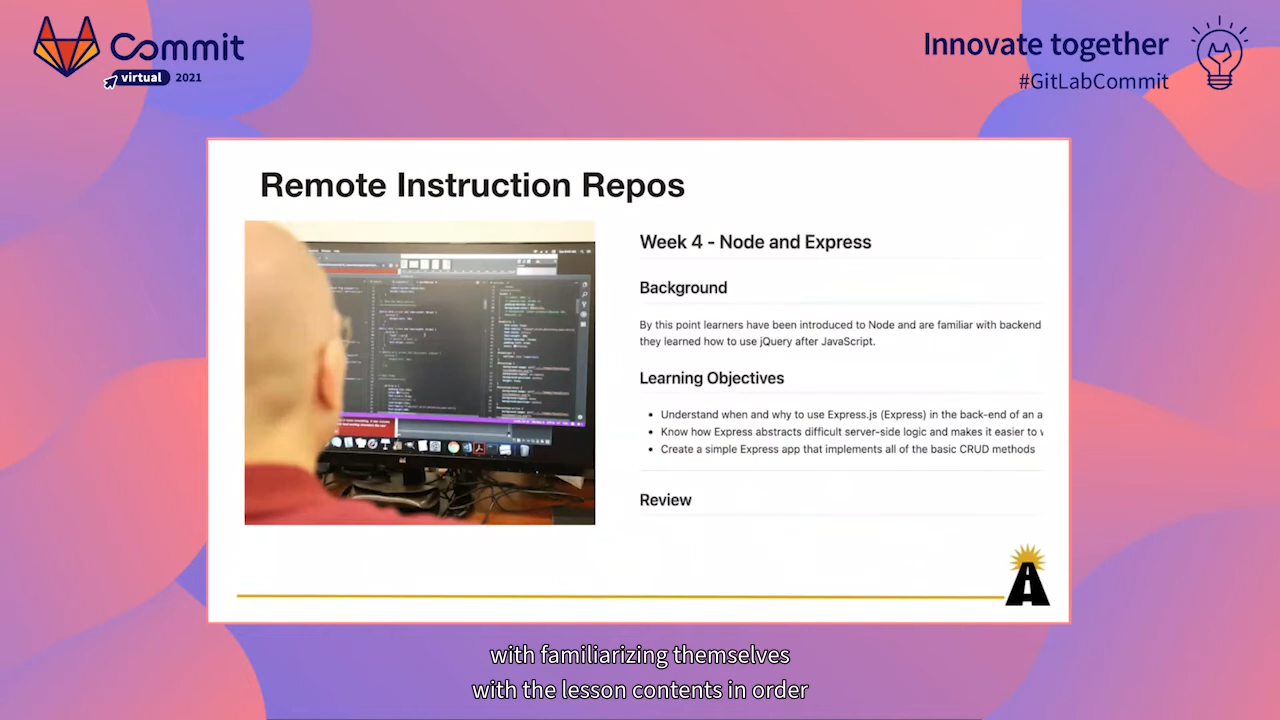 Commit
virtual 2021
Innovate together
#GitLabCommit
Remote Instruction Repos
Week 4 - Node and Express
Background
By this point learners have been introduced to Node and are familiar with backend
they learned how to use jQuery after JavaScript.
Learning Objectives
Understand when and why to use Express.js (Express) in the back-end of an a
Know how Express abstracts difficult server-side logic and makes it easier to
Create a simple Express app that implements all of the basic CRUD methods
Review
A
with familiarizing themselves
with the lesson contents in order